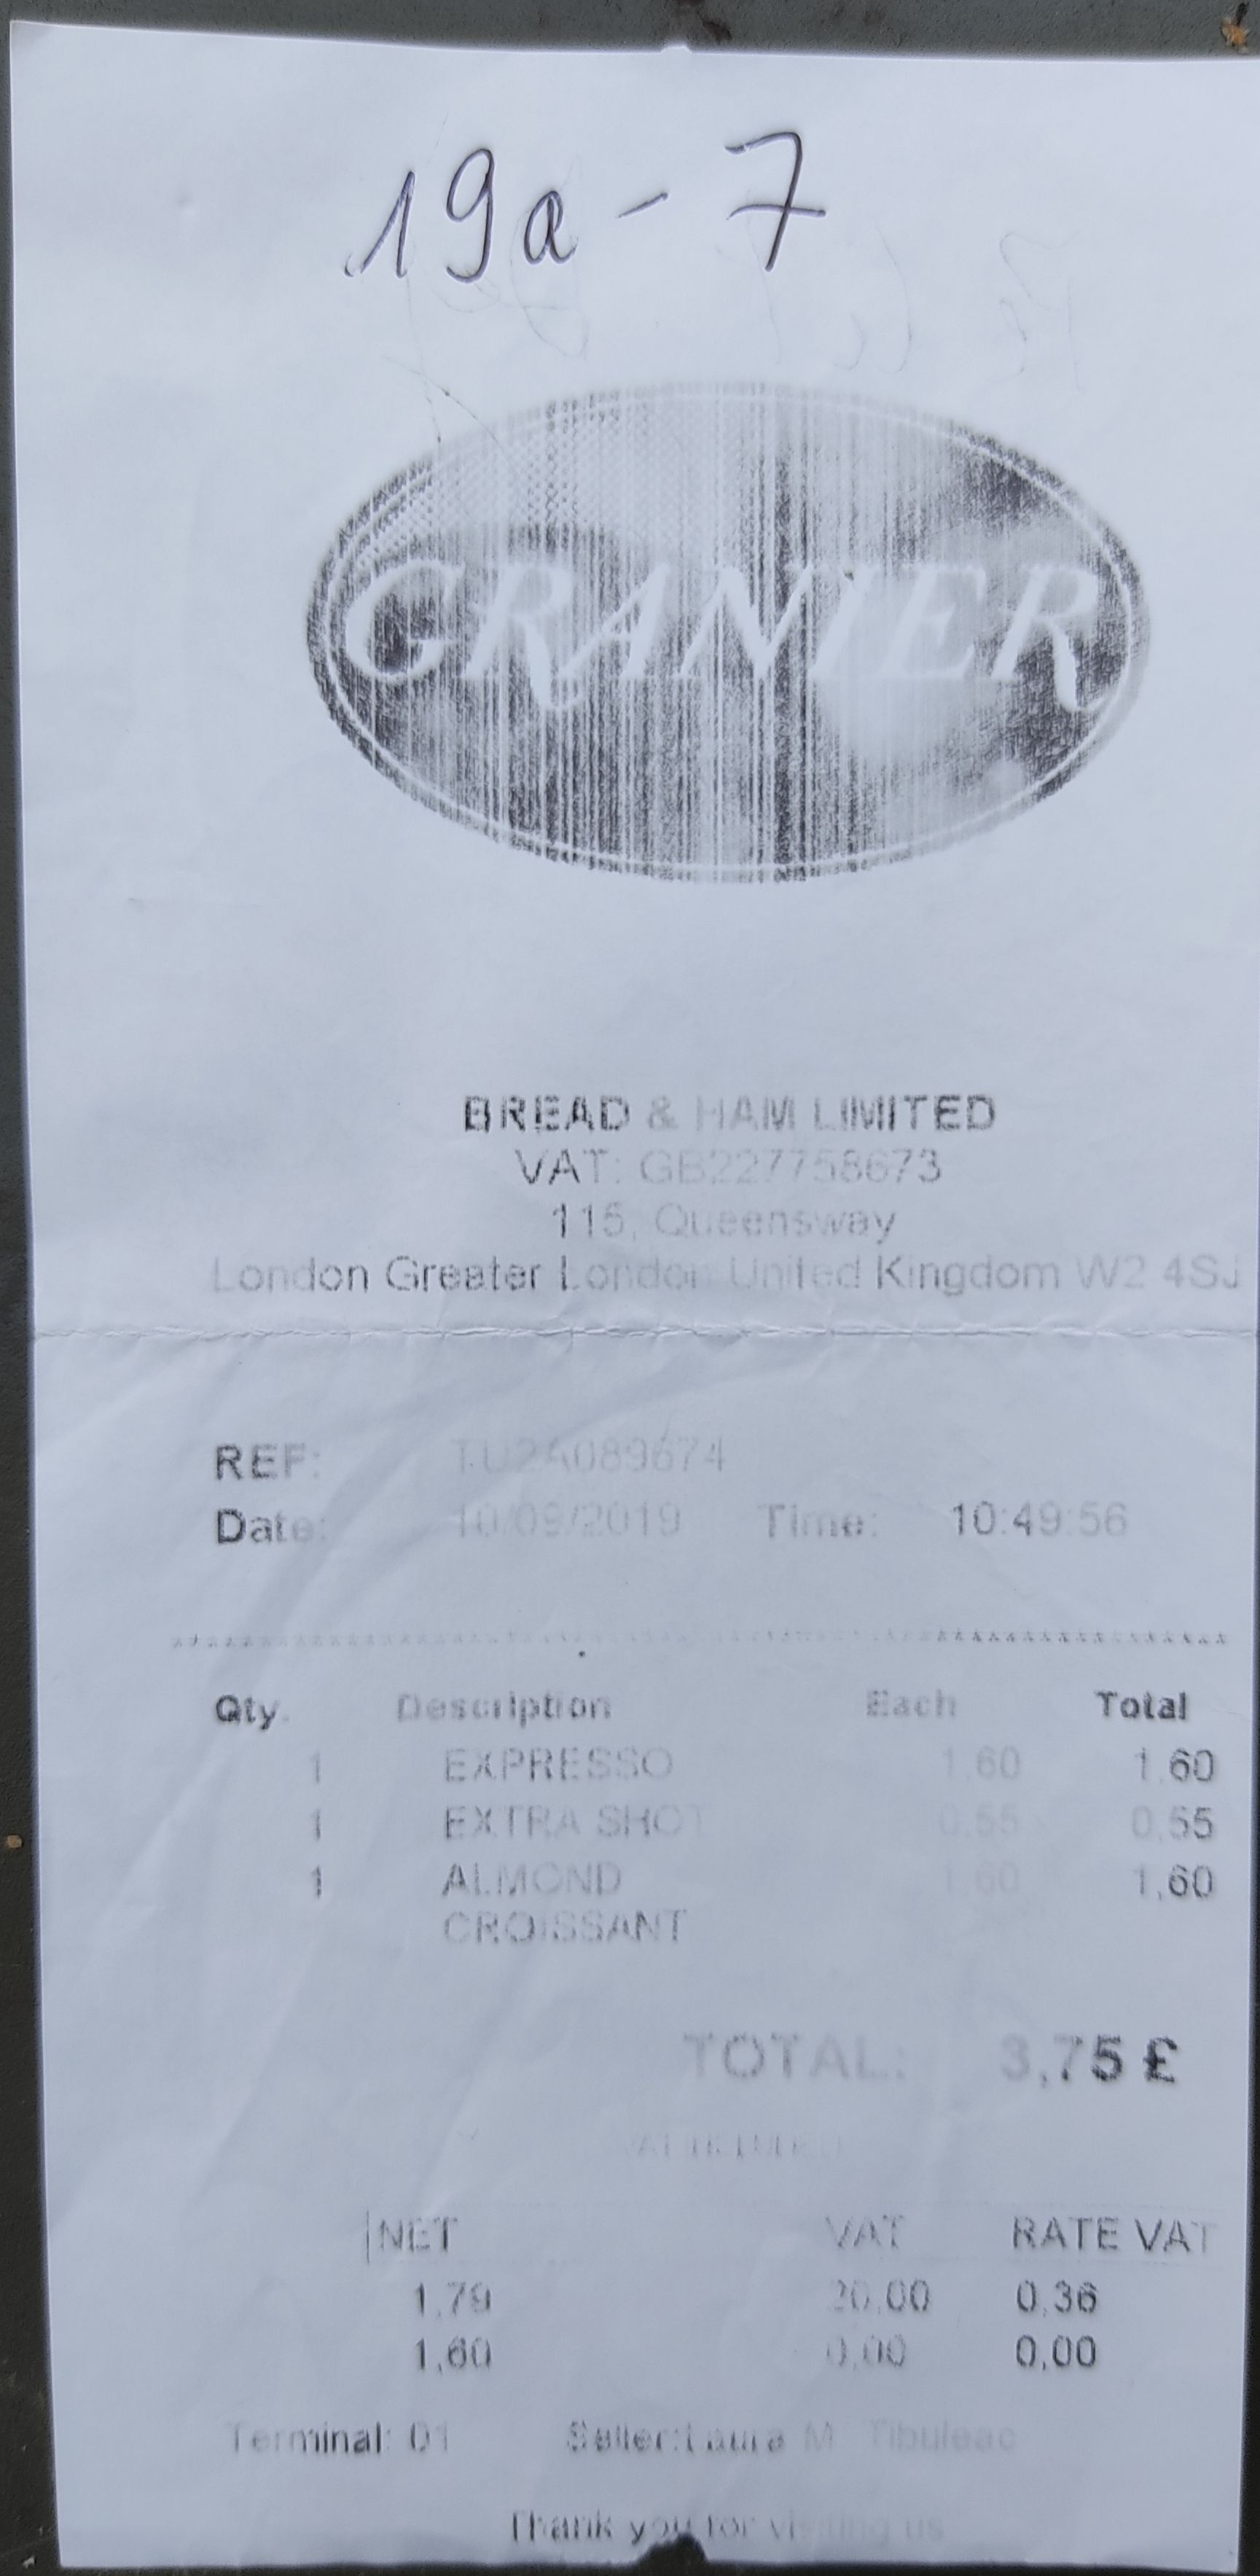 19a - 7
GRANIER
BREAD & HAM LIMITED
VAT: GB227758673
115, Queensway
London Greater London United Kingdom W2 4SJ
REF: TU2A089674
Date: 10/09/2019 Time: 10:49:56
Qty. Description Each Total
1 EXPRESSO 1,60 1,60
1 EXTRA SHOT 0,55 0,55
1 ALMOND 1,60 1,60
CROISSANT
TOTAL: 3,75 £
NET VAT RATE VAT
1,79 20,00 0,36
1,60 0,00 0,00
Terminal: 01 Seller:Laura M. Tibuleac
Thank you for visiting us